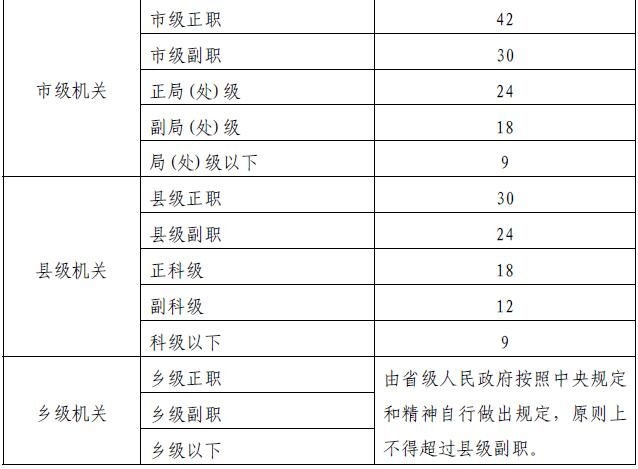 市级机关
市级正职 42
市级副职 30
正局(处)级 24
副局(处)级 18
局(处)级以下 9
县级机关
县级正职 30
县级副职 24
正科级 18
副科级 12
科级以下 9
乡级机关
乡级正职
乡级副职
乡级以下
由省级人民政府按照中央规定
和精神自行做出规定，原则上
不得超过县级副职。